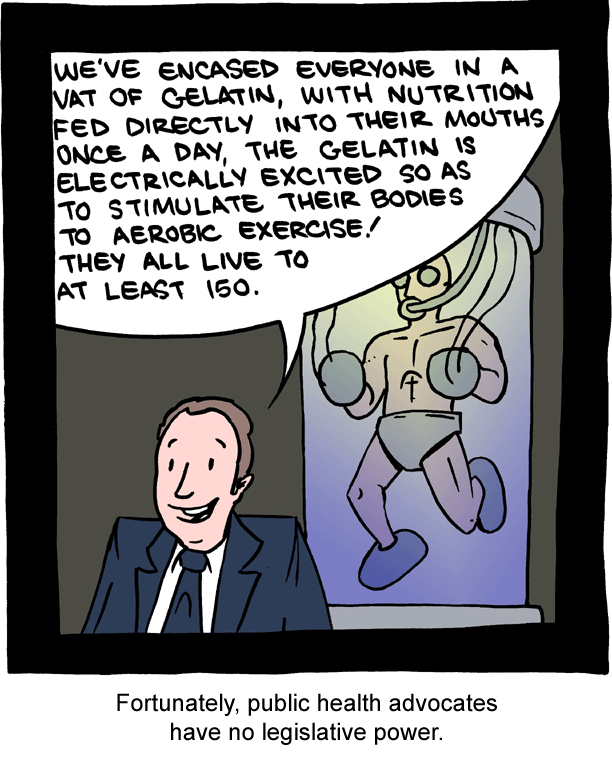 WE'VE ENCASED EVERYONE IN A
VAT OF GELATIN, WITH NUTRITION
FED DIRECTLY INTO THEIR MOUTHS
ONCE A DAY, THE GELATIN IS
ELECTRICALLY EXCITED SO AS
TO STIMULATE THEIR BODIES
TO AEROBIC EXERCISE!
THEY ALL LIVE TO
AT LEAST 150.
Fortunately, public health advocates
have no legislative power.